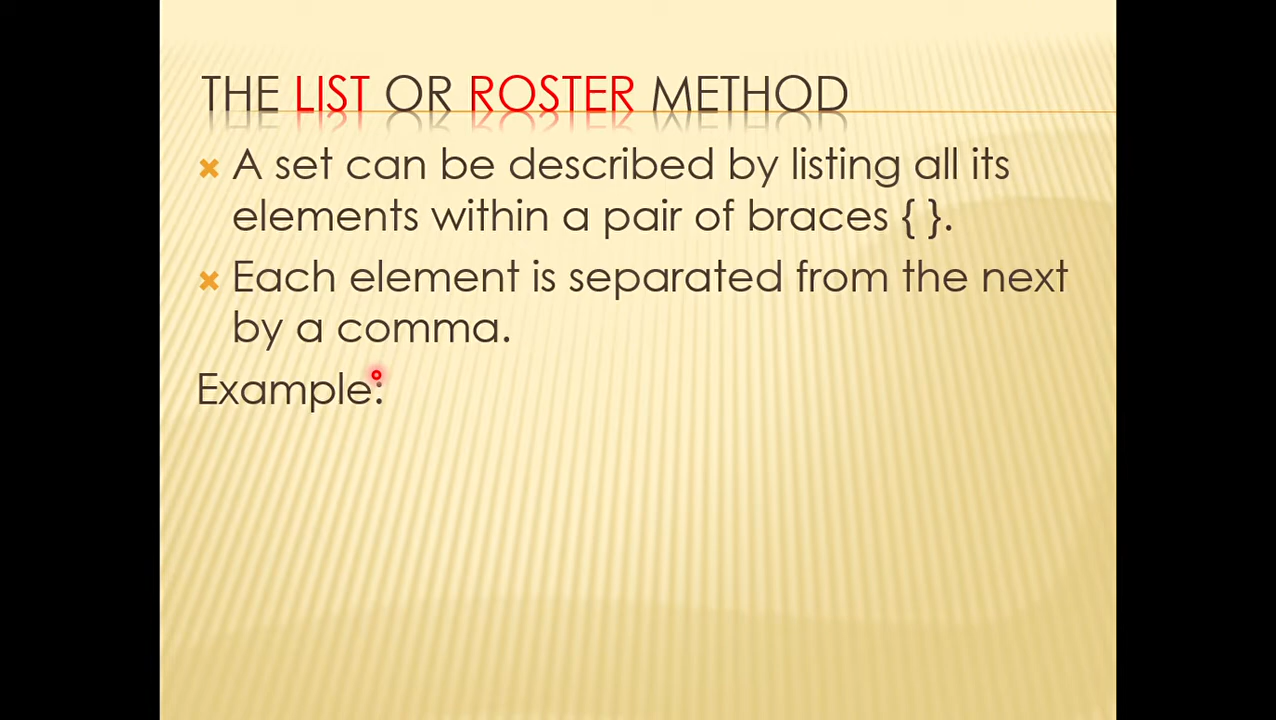 THE LIST OR ROSTER METHOD
A set can be described by listing all its
elements within a pair of braces { }.
Each element is separated from the next
by a comma.
Example: